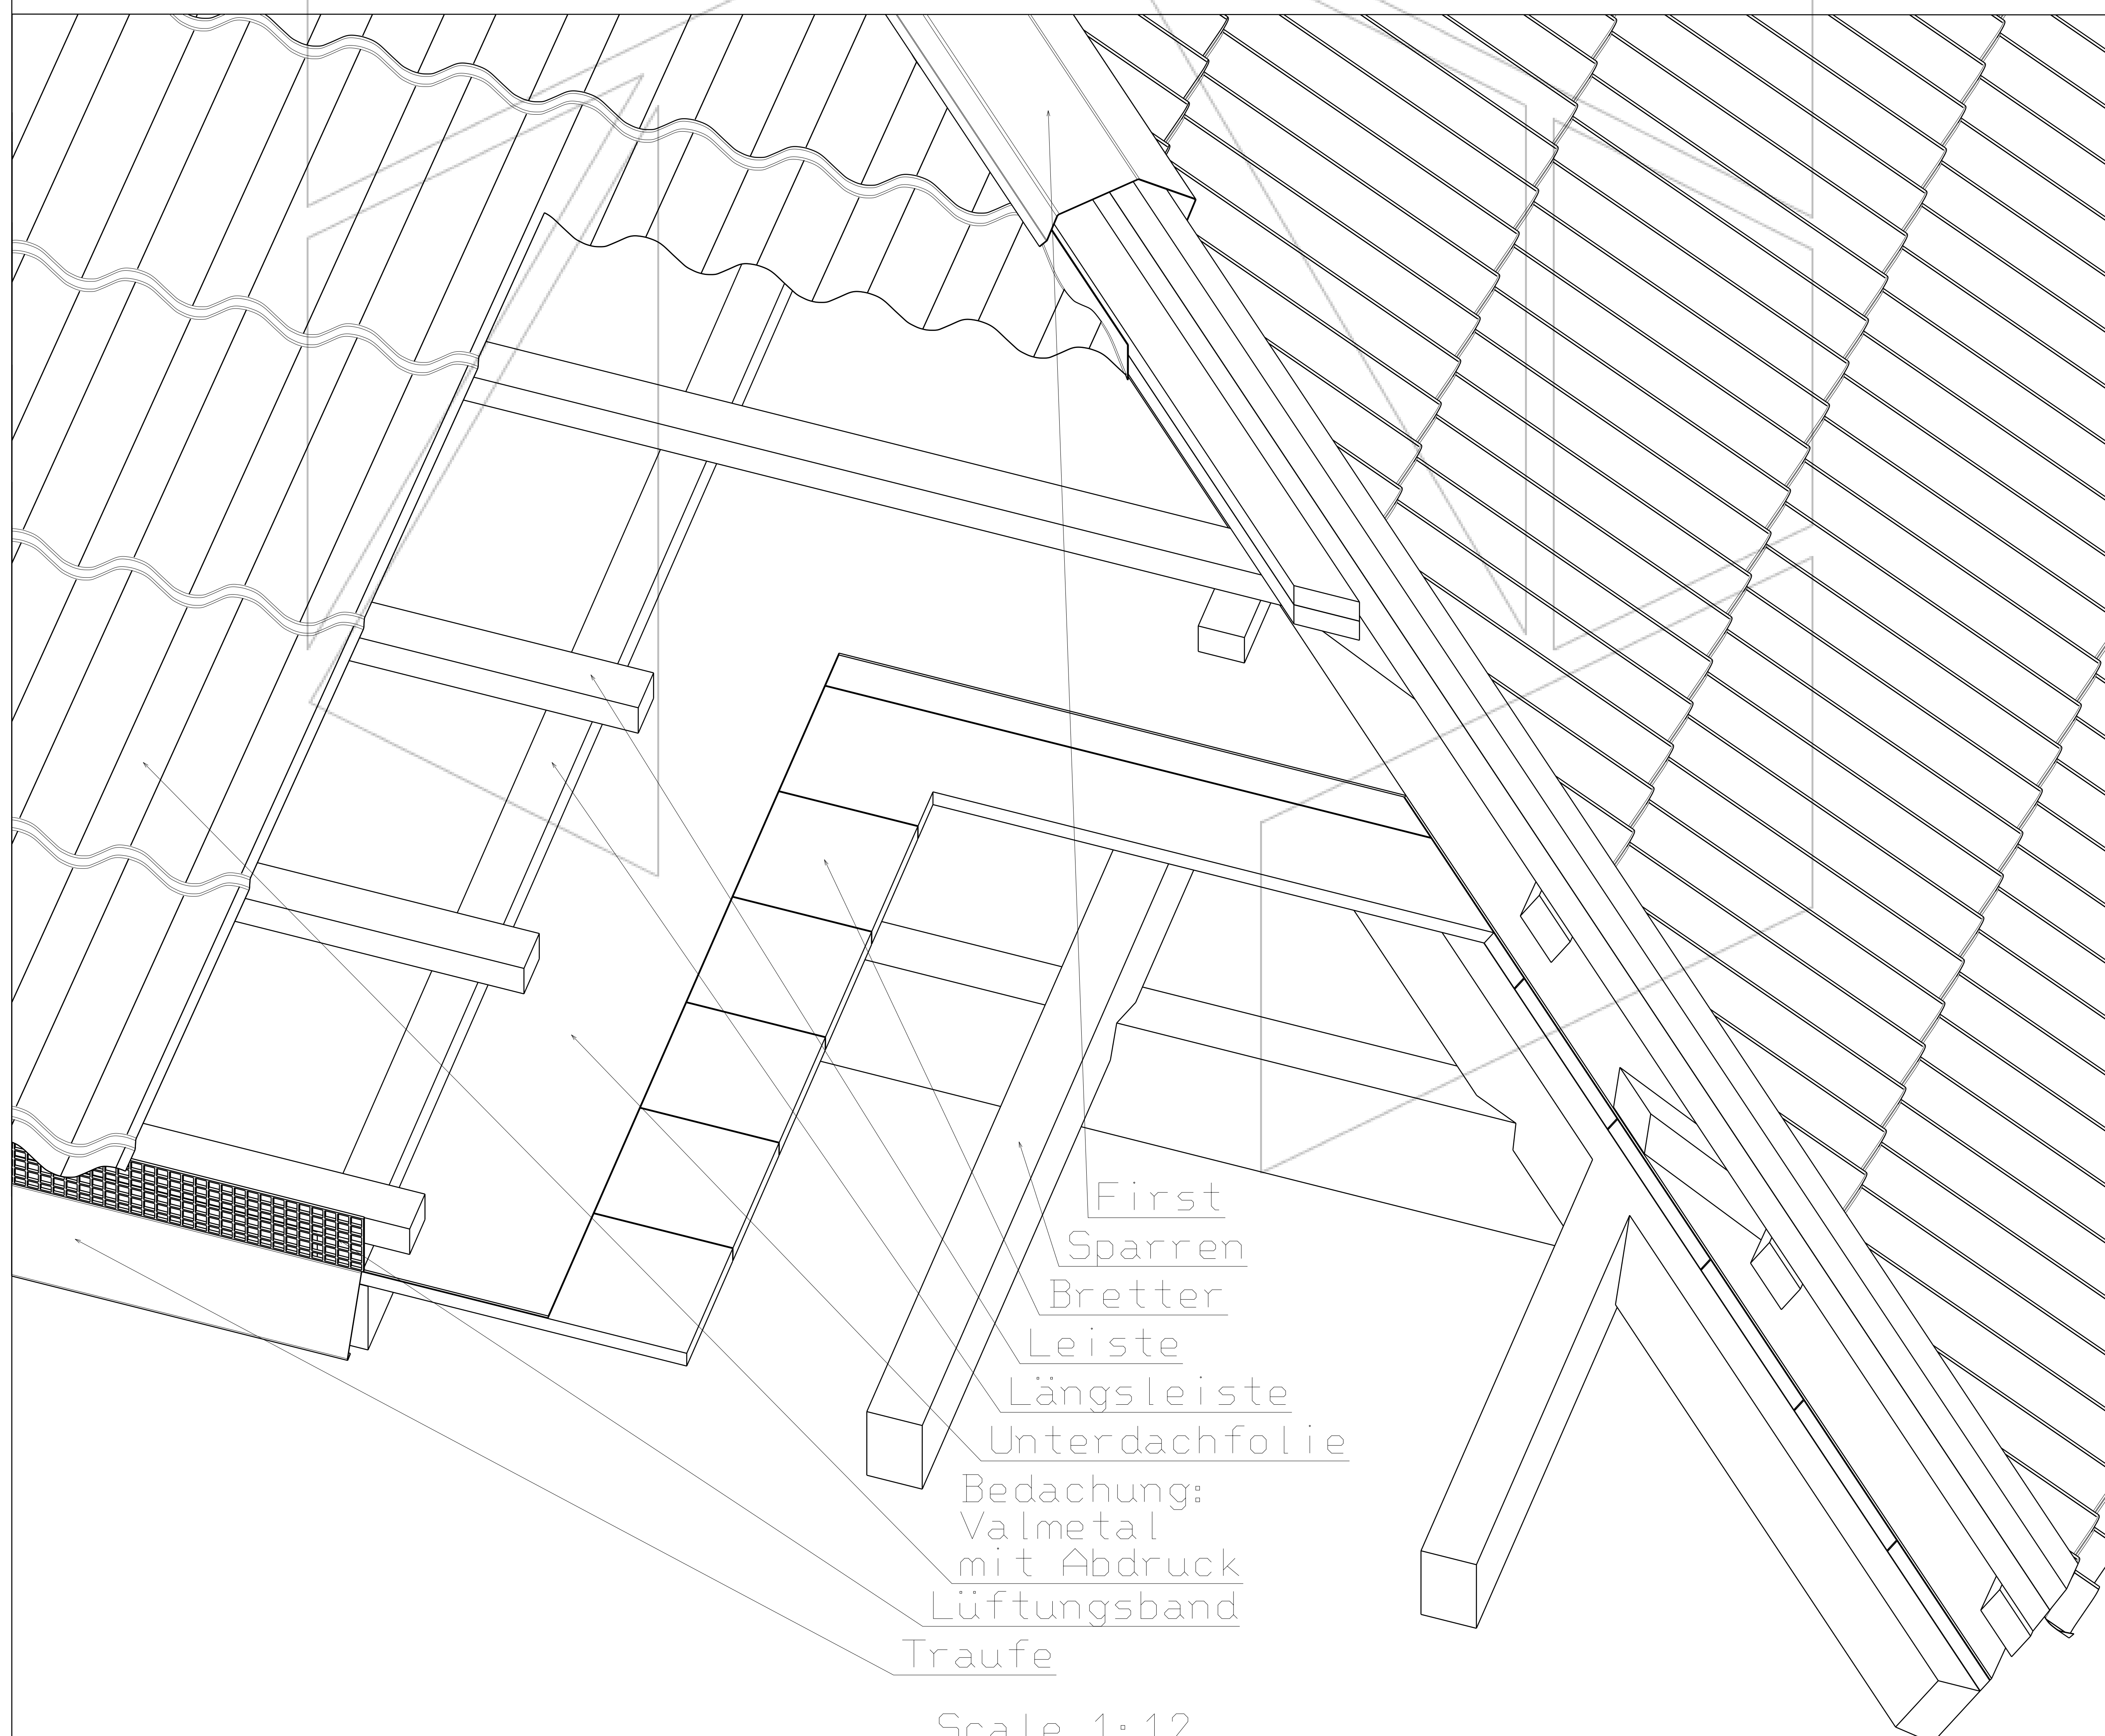 First
Sparren
Bretter
Leiste
Längsleiste
Unterdachfolie
Bedachung:
Valmetal
mit Abdruck
Lüftungsband
Traufe
Scale 1:12